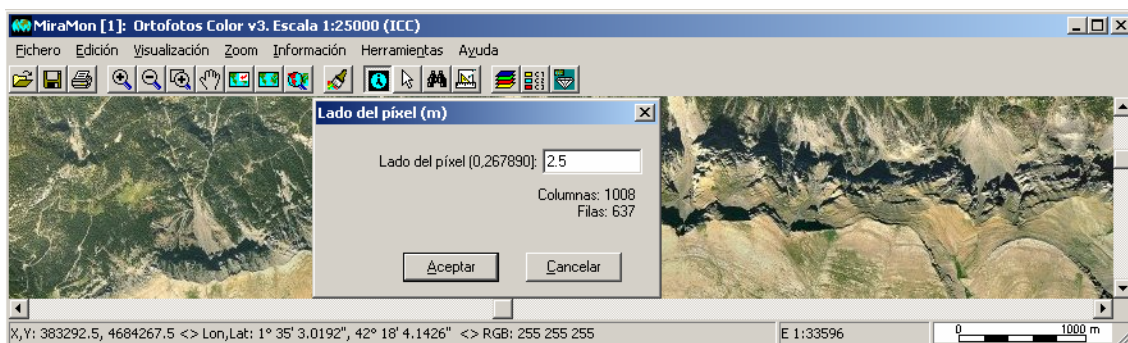 MiraMon [1]: Ortofotos Color v3. Escala 1:25000 (ICC)
Fichero Edición Visualización Zoom Información Herramientas Ayuda
Lado del píxel (m)
Lado del píxel (0,267890]: 2.5
Columnas: 1008
Filas: 637
Aceptar Cancelar
X,Y: 383292.5, 4684267.5 <> Lon,Lat: 1° 35' 3.0192", 42° 18' 4.1426" <> RGB: 255 255 255 E 1:33596 0 1000 m